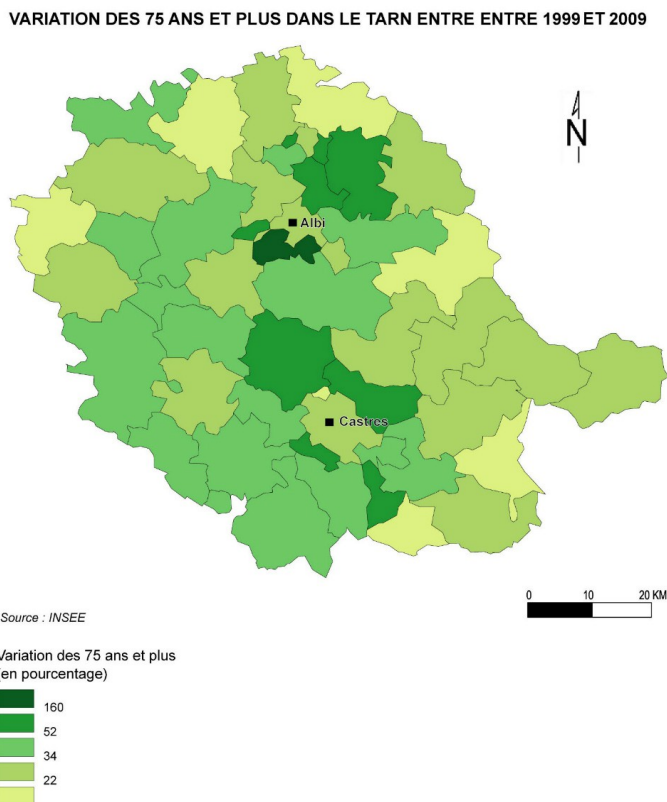 VARIATION DES 75 ANS ET PLUS DANS LE TARN ENTRE ENTRE 1999 ET 2009
N
Albi
Castres
0 10 20 KM
Source : INSEE
Variation des 75 ans et plus
(en pourcentage)
160
52
34
22